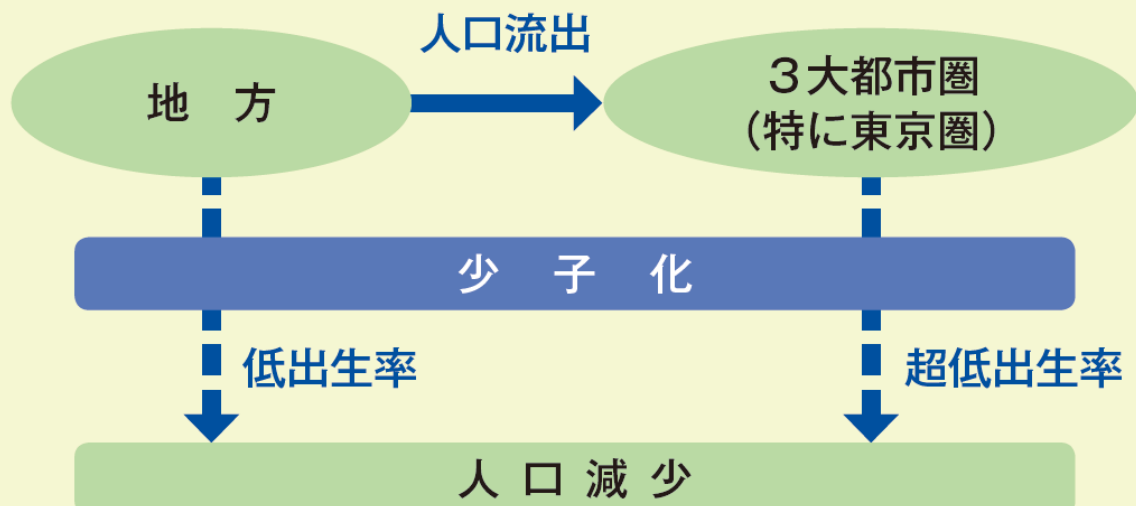 人口流出
地 方
３大都市圏
（特に東京圏）
少 子 化
低出生率
超低出生率
人 口 減 少